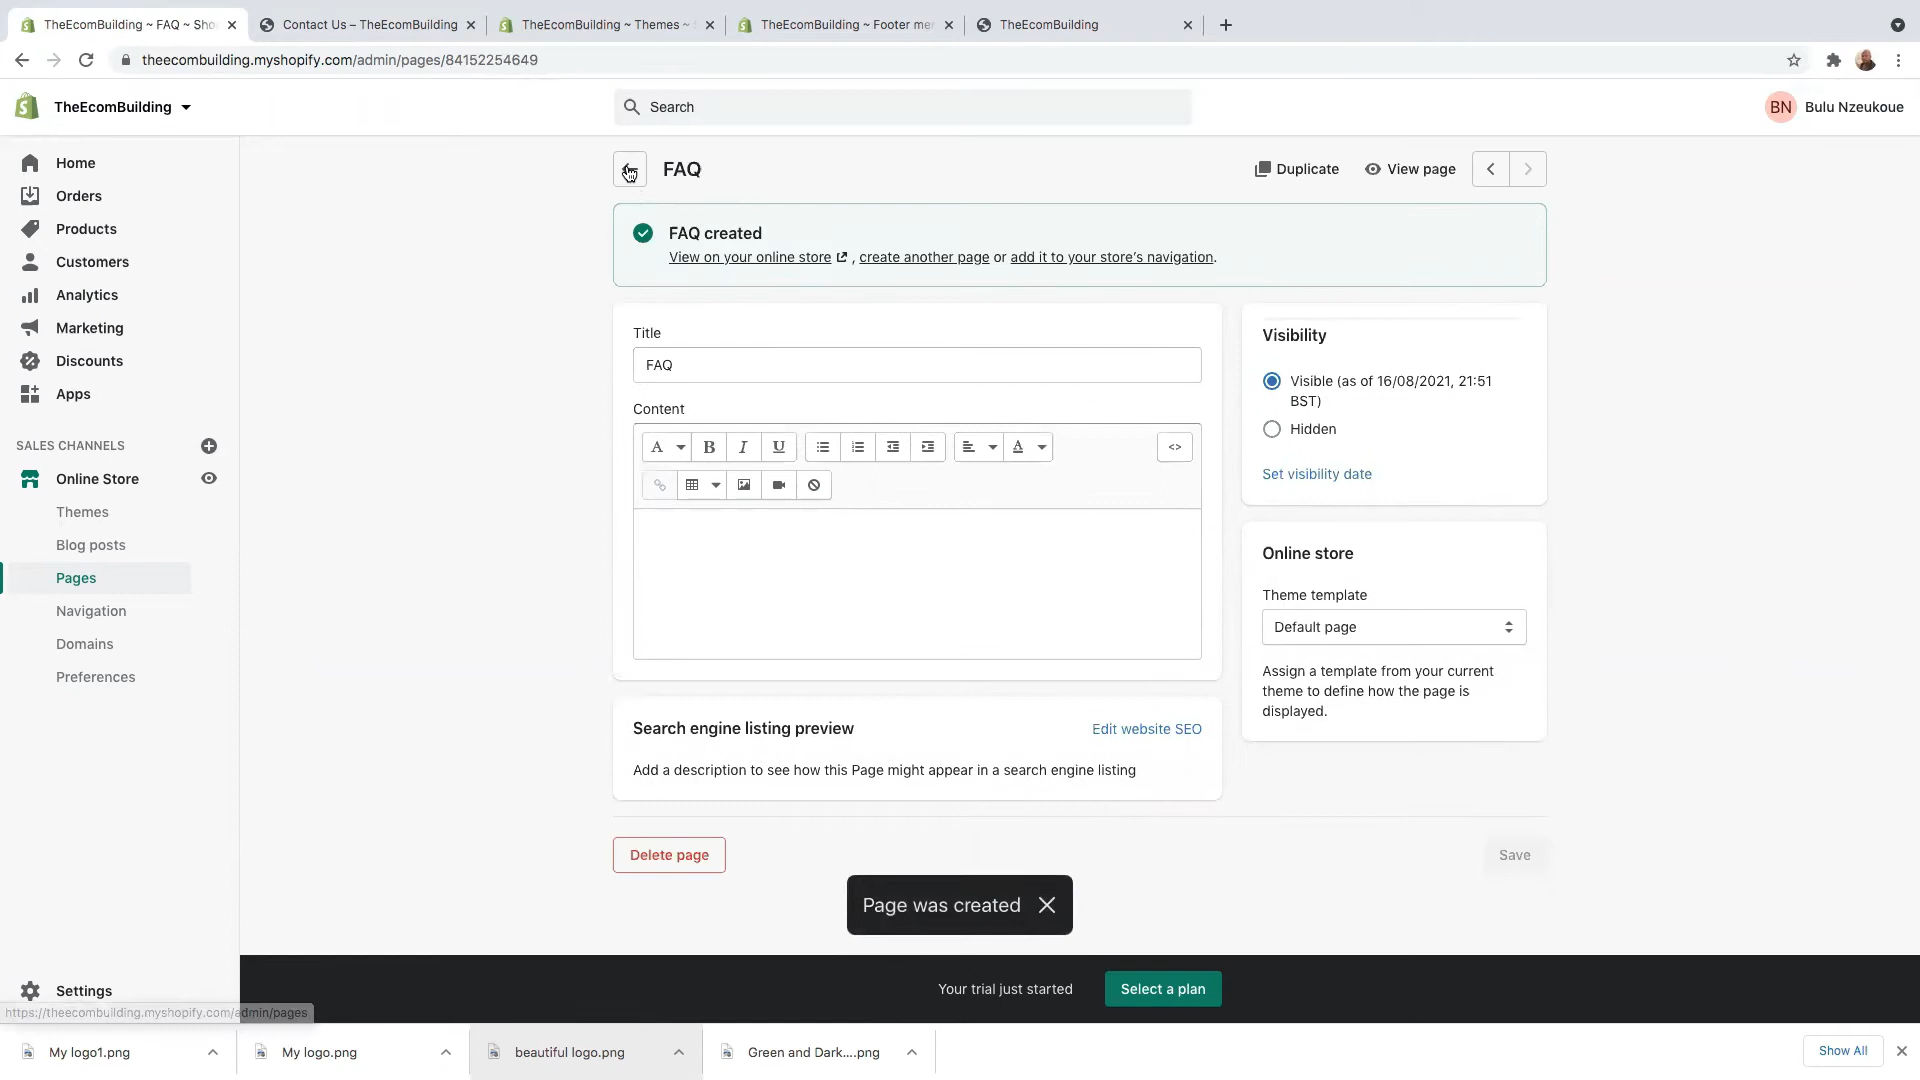 TheEcomBuilding ~ FAQ ~ Sho
Contact Us – TheEcomBuilding
TheEcomBuilding ~ Themes ~
TheEcomBuilding ~ Footer me
TheEcomBuilding
theecombuilding.myshopify.com/admin/pages/84152254649
TheEcomBuilding
Search
BN
Bulu Nzeukoue
Home
Orders
Products
Customers
Analytics
Marketing
Discounts
Apps
SALES CHANNELS
Online Store
Themes
Blog posts
Pages
Navigation
Domains
Preferences
Settings
https://theecombuilding.myshopify.com/admin/pages
FAQ
Duplicate
View page
FAQ created
View on your online store , create another page or add it to your store's navigation.
Title
FAQ
Content
A
B
I
U
A
<>
Search engine listing preview
Edit website SEO
Add a description to see how this Page might appear in a search engine listing
Visibility
Visible (as of 16/08/2021, 21:51
BST)
Hidden
Set visibility date
Online store
Theme template
Default page
Assign a template from your current
theme to define how the page is
displayed.
Delete page
Save
Page was created
Your trial just started
Select a plan
My logo1.png
My logo.png
beautiful logo.png
Green and Dark....png
Show All